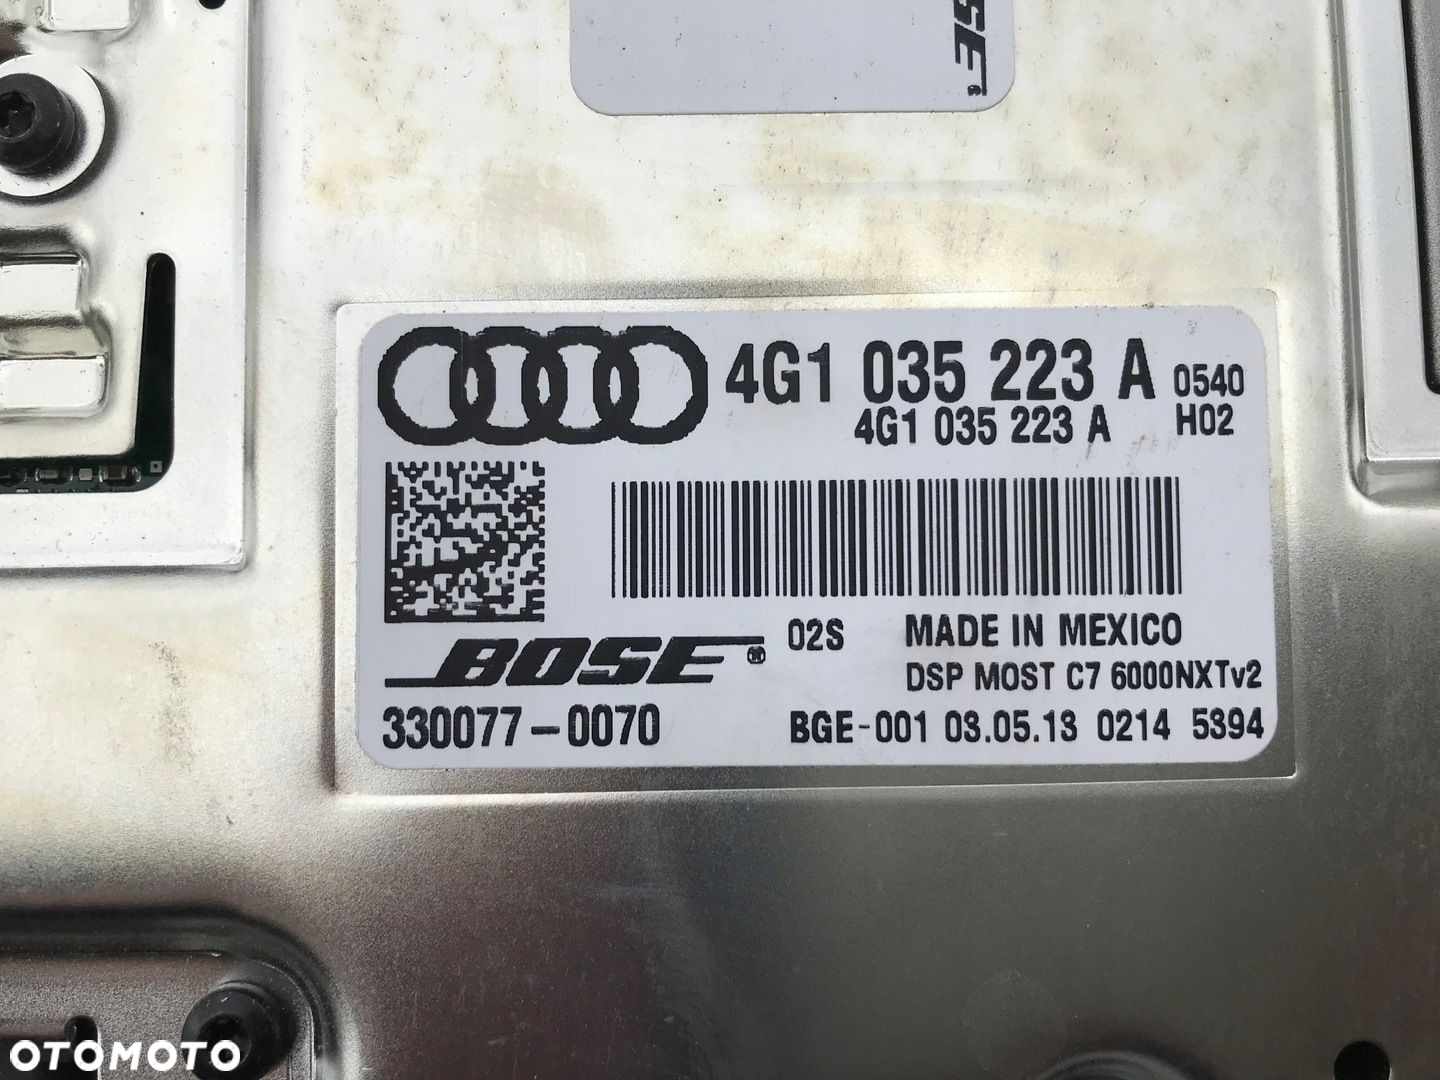 BOSE
4G1 035 223 A 0540
4G1 035 223 A H02
BOSE® 02S MADE IN MEXICO
DSP MOST C7 6000NXTv2
330077-0070 BGE-001 03.05.13 0214 5394
OTOMOTO